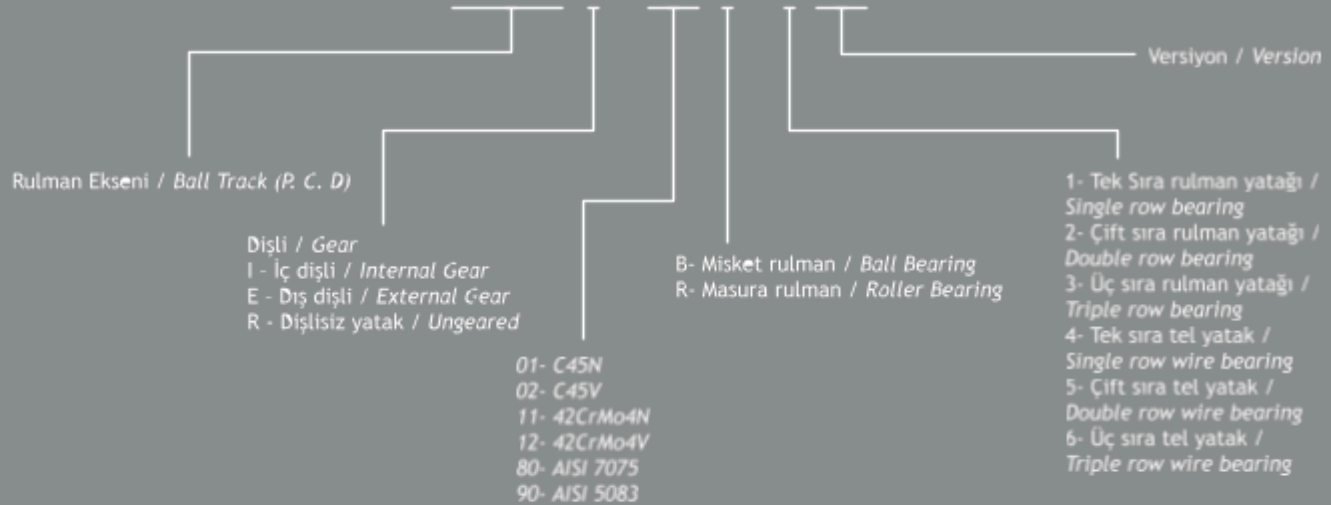 Versiyon / Version
Rulman Ekseni / Ball Track (P. C. D)
Dişli / Gear
I - İç dişli / Internal Gear
E - Dış dişli / External Gear
R - Dişlisiz yatak / Ungeared
01- C45N
02- C45V
11- 42CrMo4N
12- 42CrMo4V
80- AISI 7075
90- AISI 5083
B- Misket rulman / Ball Bearing
R- Masura rulman / Roller Bearing
1- Tek Sıra rulman yatağı /
Single row bearing
2- Çift sıra rulman yatağı /
Double row bearing
3- Üç sıra rulman yatağı /
Triple row bearing
4- Tek sıra tel yatak /
Single row wire bearing
5- Çift sıra tel yatak /
Double row wire bearing
6- Üç sıra tel yatak /
Triple row wire bearing